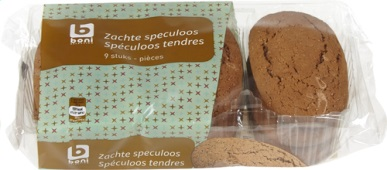 boni
Zachte speculoos
Spéculoos tendres
9 stuks - pièces
boni
Zachte speculoos
Spéculoos tendres